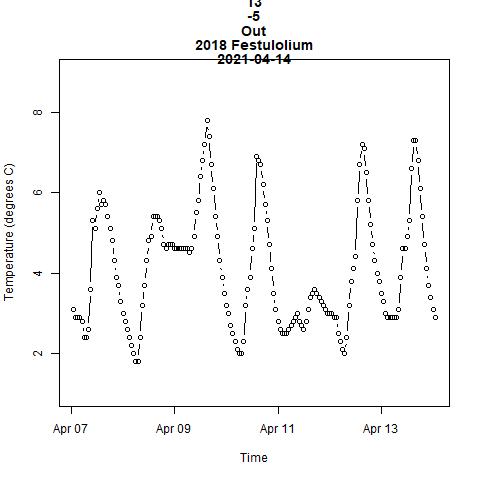 13
-5
Out
2018 Festulolium
2021-04-14
Temperature (degrees C)
8
6
4
2
Apr 07
Apr 09
Apr 11
Apr 13
Time